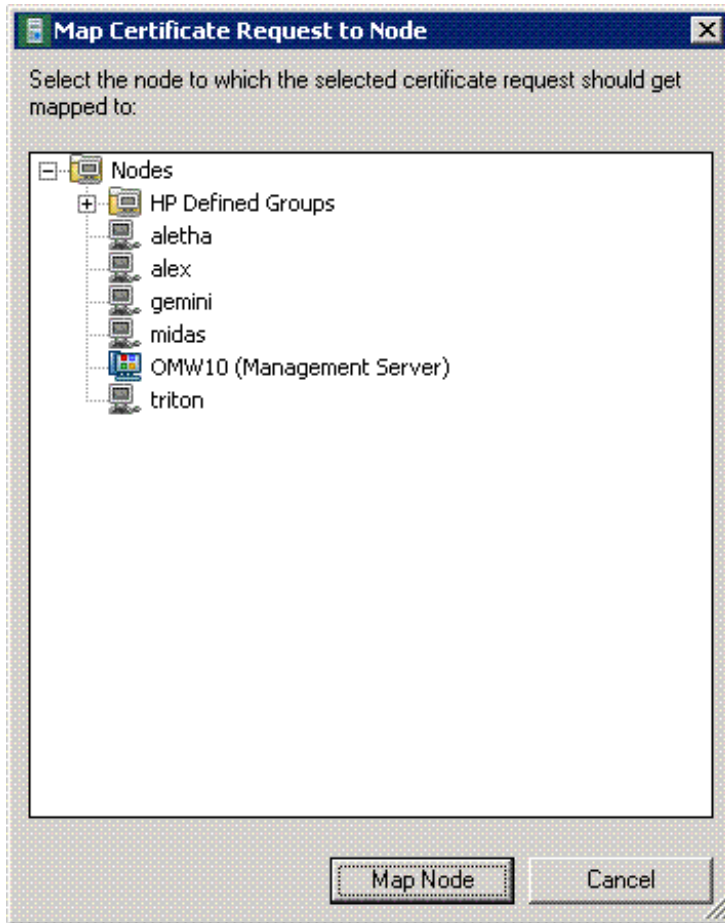 Map Certificate Request to Node
Select the node to which the selected certificate request should get
mapped to:
Nodes
HP Defined Groups
aletha
alex
gemini
midas
OMW10 (Management Server)
triton
Map Node
Cancel